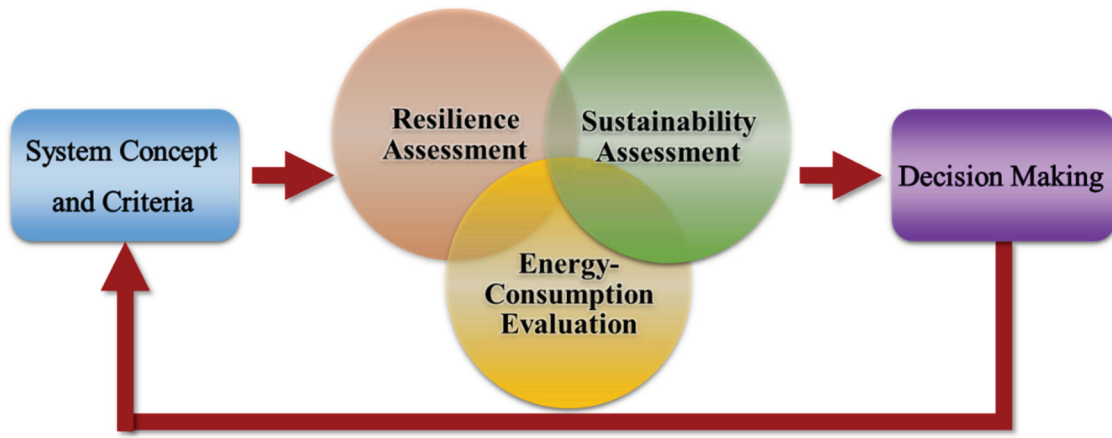 System Concept
and Criteria
Resilience
Assessment
Sustainability
Assessment
Energy-
Consumption
Evaluation
Decision Making